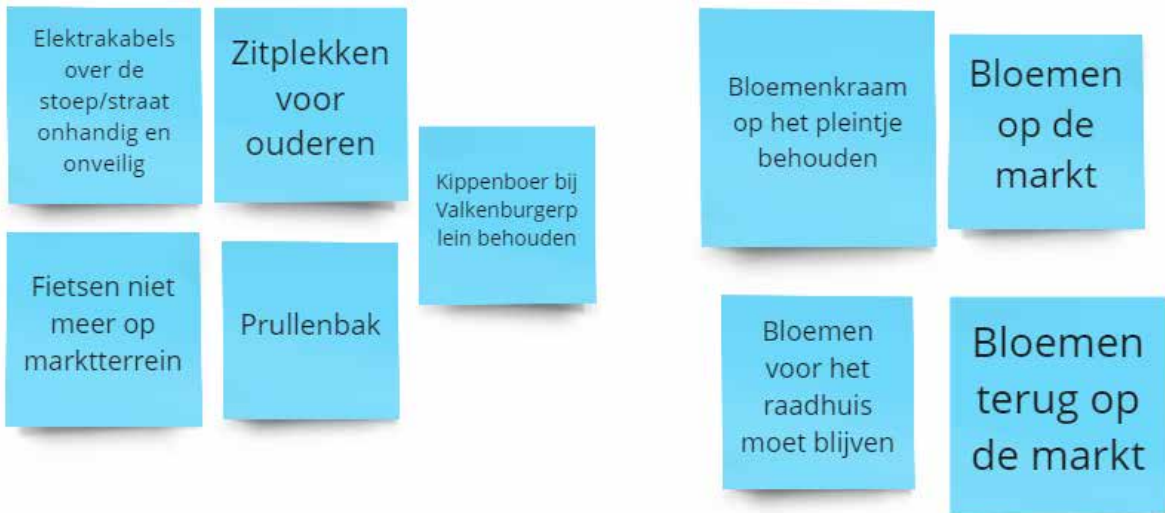 Elektrakabels
over de
stoep/straat
onhandig en
onveilig
Zitplekken
voor
ouderen
Kippenboer bij
Valkenburgerp
lein behouden
Fietsen niet
meer op
marktterrein
Prullenbak
Bloemenkraam
op het pleintje
behouden
Bloemen
op de
markt
Bloemen
voor het
raadhuis
moet blijven
Bloemen
terug op
de markt